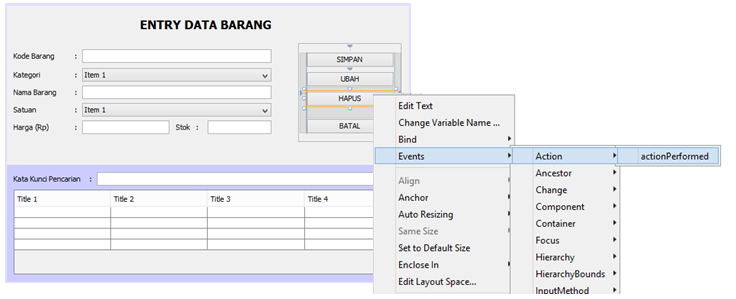 ENTRY DATA BARANG
Kode Barang :
Kategori : Item 1
Nama Barang :
Satuan : Item 1
Harga (Rp) : Stok :
SIMPAN
UBAH
HAPUS
BATAL
Kata Kunci Pencarian :
Title 1 Title 2 Title 3 Title 4
Edit Text
Change Variable Name ...
Bind
Events
Align
Anchor
Auto Resizing
Same Size
Set to Default Size
Enclose In
Edit Layout Space...
Action
Ancestor
Change
Component
Container
Focus
Hierarchy
HierarchyBounds
InputMethod
actionPerformed